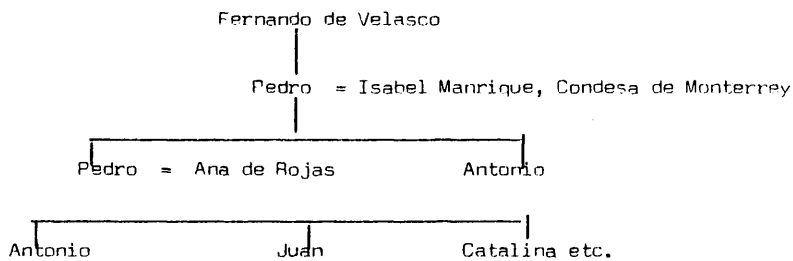 Fernando de Velasco
Pedro = Isabel Manrique, Condesa de Monterrey
Pedro = Ana de Rojas Antonio
Antonio Juan Catalina etc.